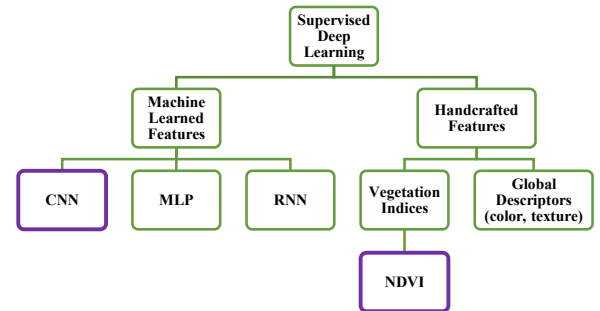 Supervised
Deep
Learning
Machine
Learned
Features
Handcrafted
Features
CNN
MLP
RNN
Vegetation
Indices
Global
Descriptors
(color, texture)
NDVI